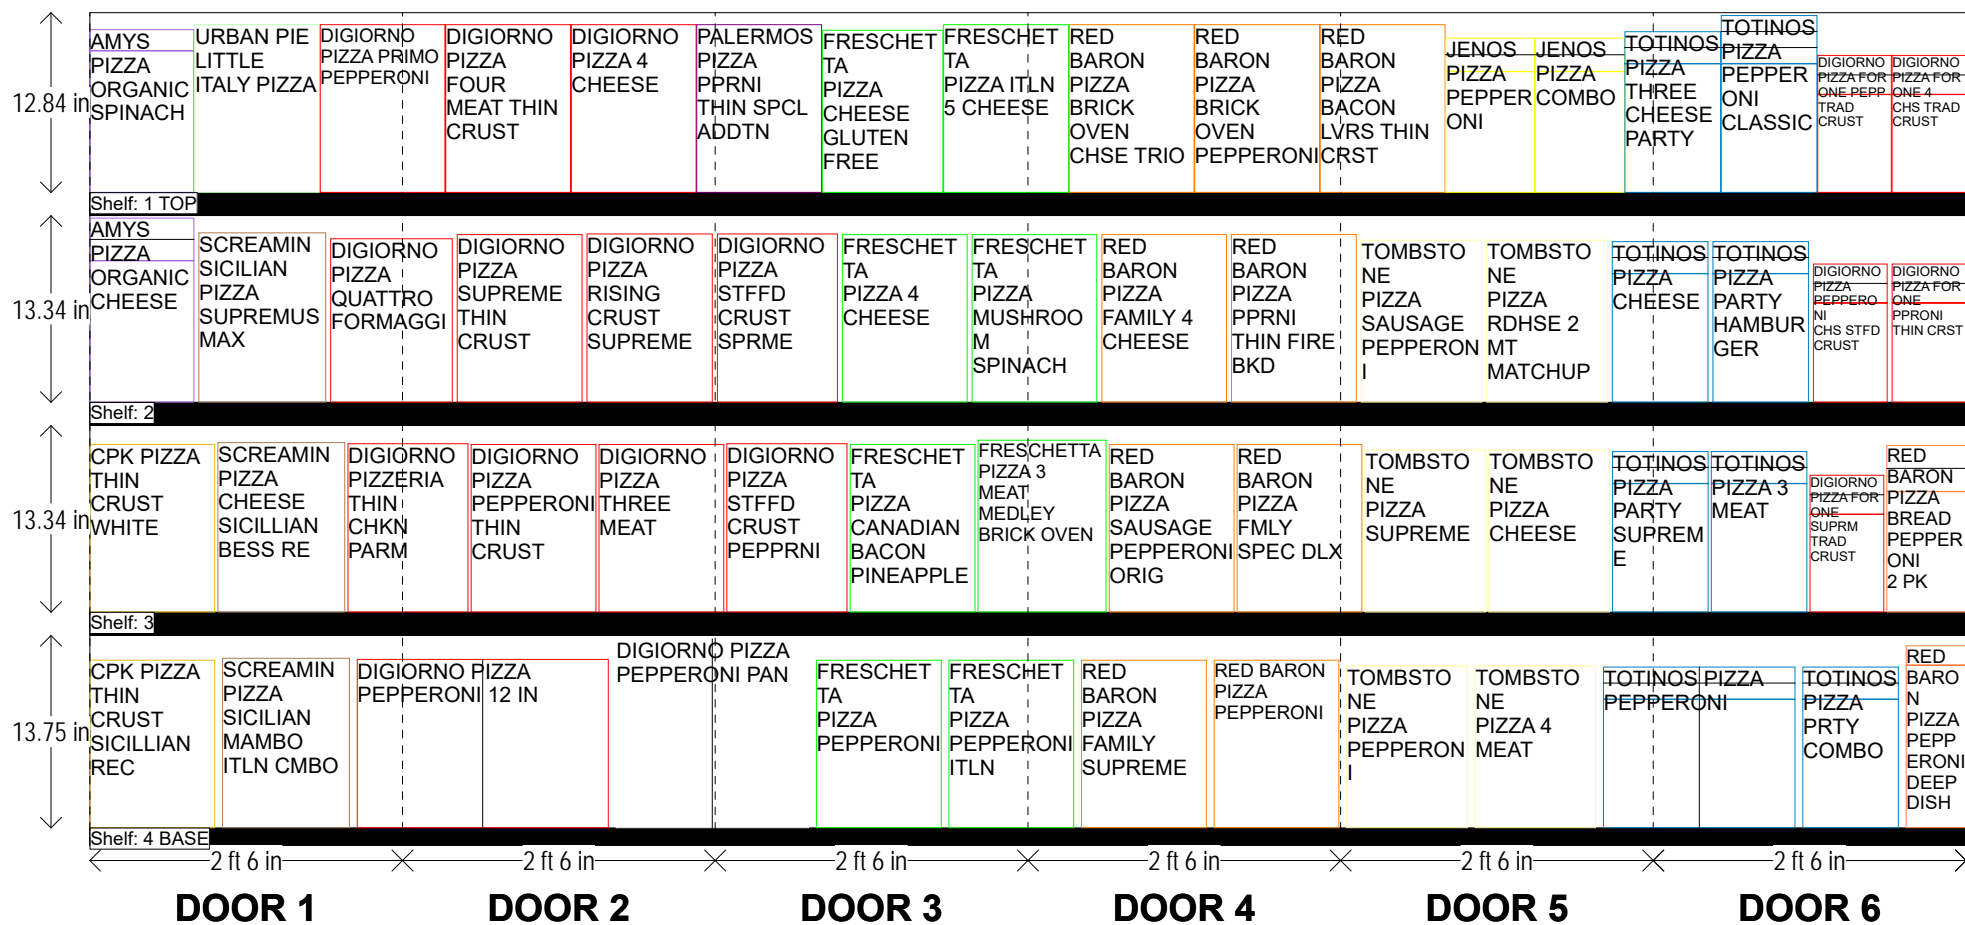 12.84 in
AMYS
PIZZA
ORGANIC
SPINACH
URBAN PIE
LITTLE
ITALY PIZZA
DIGIORNO
PIZZA PRIMO
PEPPERONI
DIGIORNO
PIZZA
FOUR
MEAT THIN
CRUST
DIGIORNO
PIZZA 4
CHEESE
PALERMOS
PIZZA
PPRNI
THIN SPCL
ADDTN
FRESCHET
TA
PIZZA
CHEESE
GLUTEN
FREE
FRESCHET
TA
PIZZA ITLN
5 CHEESE
RED
BARON
PIZZA
BRICK
OVEN
CHSE TRIO
RED
BARON
PIZZA
BRICK
OVEN
PEPPERONI
RED
BARON
PIZZA
BACON
LVRS THIN
CRST
JENOS
PIZZA
PEPPER
ONI
JENOS
PIZZA
COMBO
TOTINOS
PIZZA
THREE
CHEESE
PARTY
TOTINOS
PIZZA
PEPPER
ONI
CLASSIC
DIGIORNO
PIZZA FOR
ONE PEPP
TRAD
CRUST
DIGIORNO
PIZZA FOR
ONE 4
CHS TRAD
CRUST
Shelf: 1 TOP
13.34 in
AMYS
PIZZA
ORGANIC
CHEESE
SCREAMIN
SICILIAN
PIZZA
SUPREMUS
MAX
DIGIORNO
PIZZA
QUATTRO
FORMAGGI
DIGIORNO
PIZZA
SUPREME
THIN
CRUST
DIGIORNO
PIZZA
RISING
CRUST
SUPREME
DIGIORNO
PIZZA
STFFD
CRUST
SPRME
FRESCHET
TA
PIZZA 4
CHEESE
FRESCHET
TA
PIZZA
MUSHROO
M
SPINACH
RED
BARON
PIZZA
FAMILY 4
CHEESE
RED
BARON
PIZZA
PPRNI
THIN FIRE
BKD
TOMBSTO
NE
PIZZA
SAUSAGE
PEPPERON
I
TOMBSTO
NE
PIZZA
RDHSE 2
MT
MATCHUP
TOTINOS
PIZZA
CHEESE
TOTINOS
PIZZA
PARTY
HAMBUR
GER
DIGIORNO
PIZZA
PEPPERO
NI
CHS STFD
CRUST
DIGIORNO
PIZZA FOR
ONE
PPRONI
THIN CRST
Shelf: 2
13.34 in
CPK PIZZA
THIN
CRUST
WHITE
SCREAMIN
PIZZA
CHEESE
SICILLIAN
BESS RE
DIGIORNO
PIZZERIA
THIN
CHKN
PARM
DIGIORNO
PIZZA
PEPPERONI
THIN
CRUST
DIGIORNO
PIZZA
THREE
MEAT
DIGIORNO
PIZZA
STFFD
CRUST
PEPPRNI
FRESCHET
TA
PIZZA
CANADIAN
BACON
PINEAPPLE
FRESCHETTA
PIZZA 3
MEAT
MEDLEY
BRICK OVEN
RED
BARON
PIZZA
SAUSAGE
PEPPERONI
ORIG
RED
BARON
PIZZA
FMLY
SPEC DLX
TOMBSTO
NE
PIZZA
SUPREME
TOMBSTO
NE
PIZZA
CHEESE
TOTINOS
PIZZA
PARTY
SUPREM
E
TOTINOS
PIZZA 3
MEAT
DIGIORNO
PIZZA FOR
ONE
SUPRM
TRAD
CRUST
RED
BARON
PIZZA
BREAD
PEPPER
ONI
2 PK
Shelf: 3
13.75 in
CPK PIZZA
THIN
CRUST
SICILLIAN
REC
SCREAMIN
PIZZA
SICILIAN
MAMBO
ITLN CMBO
DIGIORNO PIZZA
PEPPERONI 12 IN
DIGIORNO PIZZA
PEPPERONI PAN
FRESCHET
TA
PIZZA
PEPPERONI
FRESCHET
TA
PIZZA
PEPPERONI
ITLN
RED
BARON
PIZZA
FAMILY
SUPREME
RED BARON
PIZZA
PEPPERONI
TOMBSTO
NE
PIZZA
PEPPERON
I
TOMBSTO
NE
PIZZA 4
MEAT
TOTINOS PIZZA
PEPPERONI
TOTINOS
PIZZA
PRTY
COMBO
RED
BARO
N
PIZZA
PEPP
ERONI
DEEP
DISH
Shelf: 4 BASE
2 ft 6 in
2 ft 6 in
2 ft 6 in
2 ft 6 in
2 ft 6 in
2 ft 6 in
DOOR 1
DOOR 2
DOOR 3
DOOR 4
DOOR 5
DOOR 6